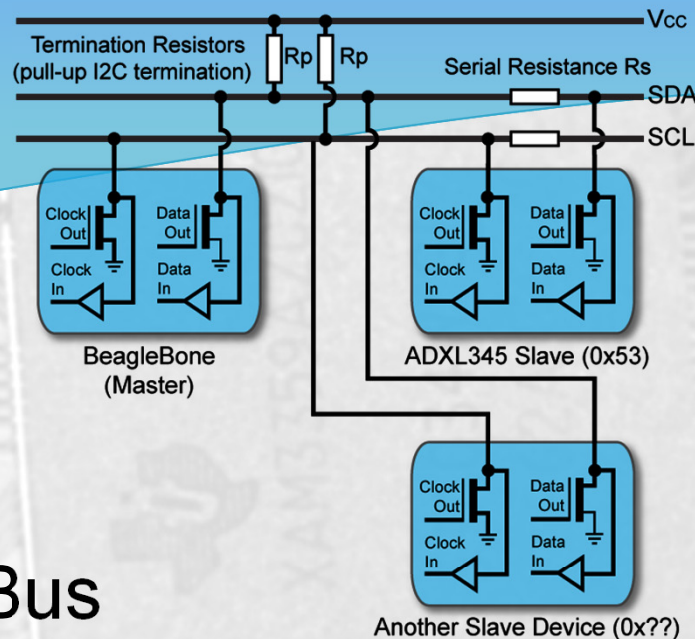 Vcc
Termination Resistors
(pull-up I2C termination)
Rp
Rp
Serial Resistance Rs
SDA
SCL
Clock
Out
Data
Out
Clock
In
Data
In
BeagleBone
(Master)
Clock
Out
Data
Out
Clock
In
Data
In
ADXL345 Slave (0x53)
Clock
Out
Data
Out
Clock
In
Data
In
Another Slave Device (0x??)
Bus